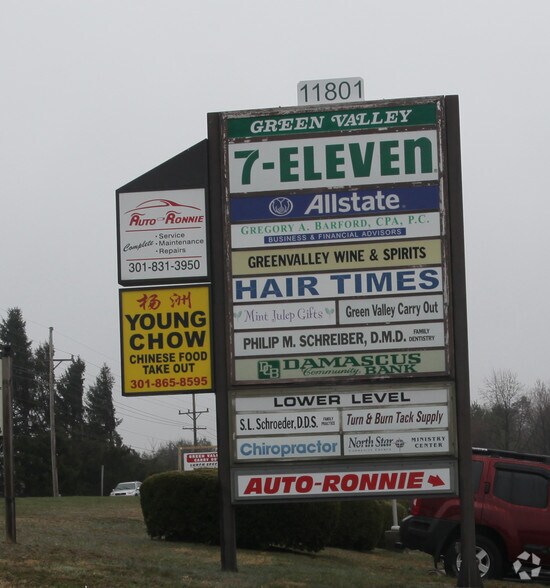 11801
GREEN VALLEY
7-ELEVEn
Allstate
GREGORY A. BARFORD, CPA, P.C.
BUSINESS & FINANCIAL ADVISORS
GREENVALLEY WINE & SPIRITS
HAIR TIMES
Mint Julep Gifts
Green Valley Carry Out
PHILIP M. SCHREIBER, D.M.D. FAMILY DENTISTRY
DCB DAMASCUS
Community BANK
LOWER LEVEL
S.L. SCHROEDER, D.D.S. FAMILY PRACTICE
Turn & Burn Tack Supply
Chiropractor
North Star MINISTRY CENTER
AUTO-RONNIE
AUTO RONNIE
Complete
- Service
- Maintenance
- Repairs
301-831-3950
杨洲
YOUNG
CHOW
CHINESE FOOD
TAKE OUT
301-865-8595